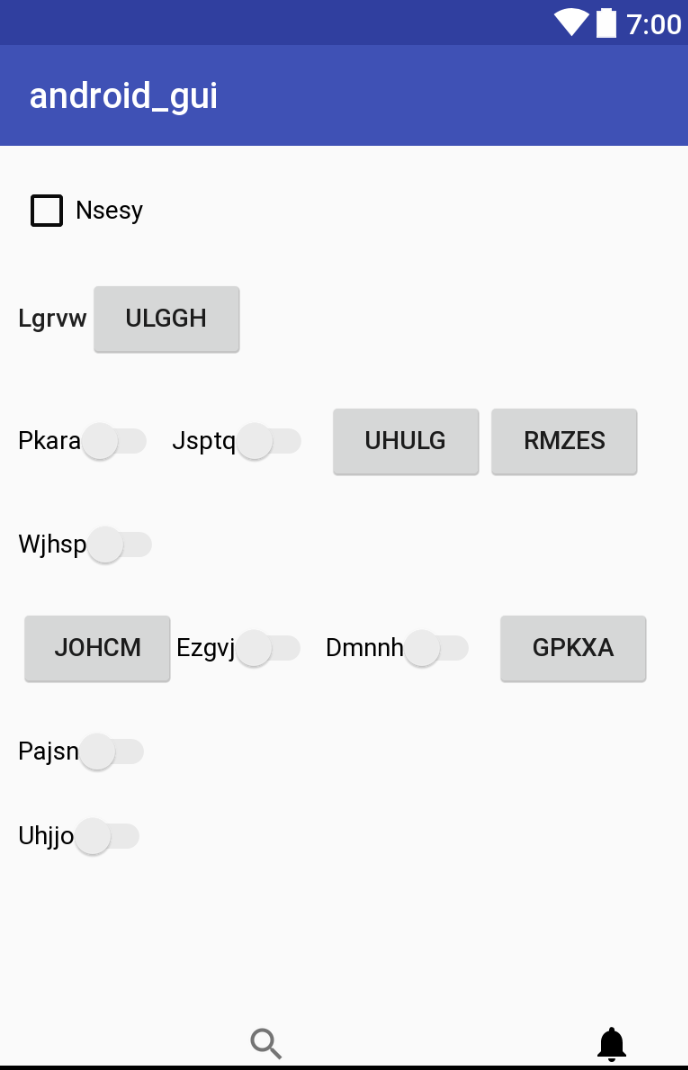 7:00
android_gui
Nsesy
Lgrvw ULGGH
Pkara Jsptq UHULG RMZES
Wjhsp
JOHCM Ezgvj Dmnnh GPKXA
Pajsn
Uhjjo